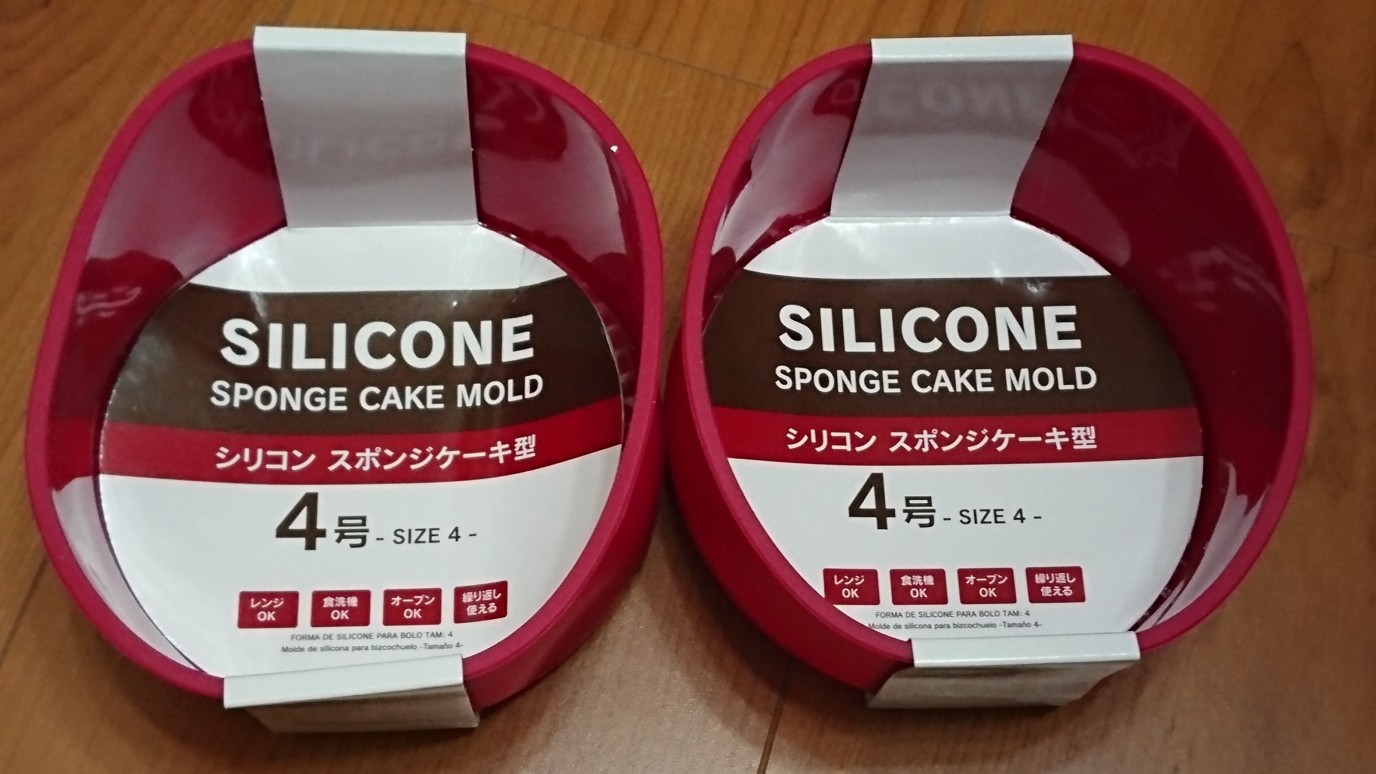 SILICONE
SPONGE CAKE MOLD
シリコン スポンジケーキ型
4号 - SIZE 4 -
レンジ
OK
食洗機
OK
オーブン
OK
繰り返し
使える
FORMA DE SILICONE PARA BOLO TAM: 4
Molde de silicona para bizcochuelo -Tamaño 4-
SILICONE
SPONGE CAKE MOLD
シリコン スポンジケーキ型
4号 - SIZE 4 -
レンジ
OK
食洗機
OK
オーブン
OK
繰り返し
使える
FORMA DE SILICONE PARA BOLO TAM: 4
Molde de silicona para bizcochuelo -Tamaño 4-